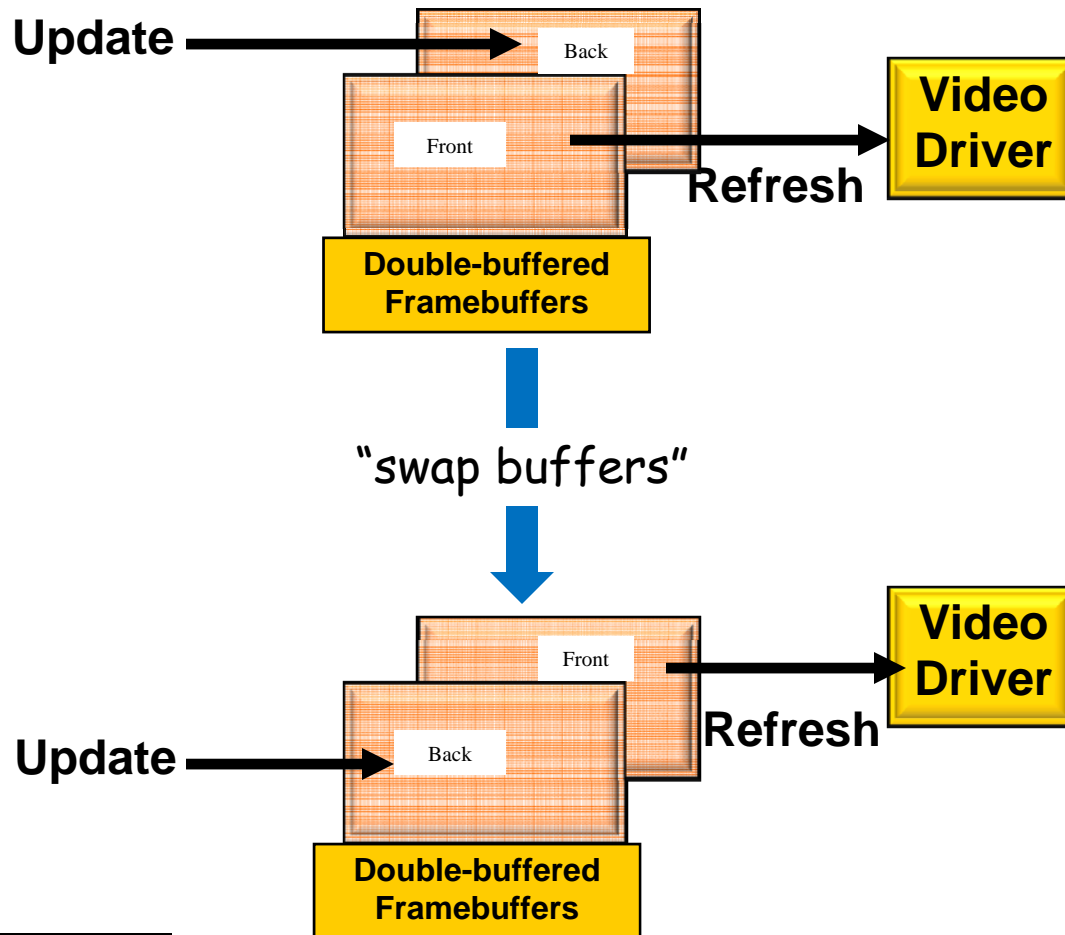 Update
Back
Video
Driver
Front
Refresh
Double-buffered
Framebuffers
“swap buffers”
Front
Video
Driver
Refresh
Update
Back
Double-buffered
Framebuffers